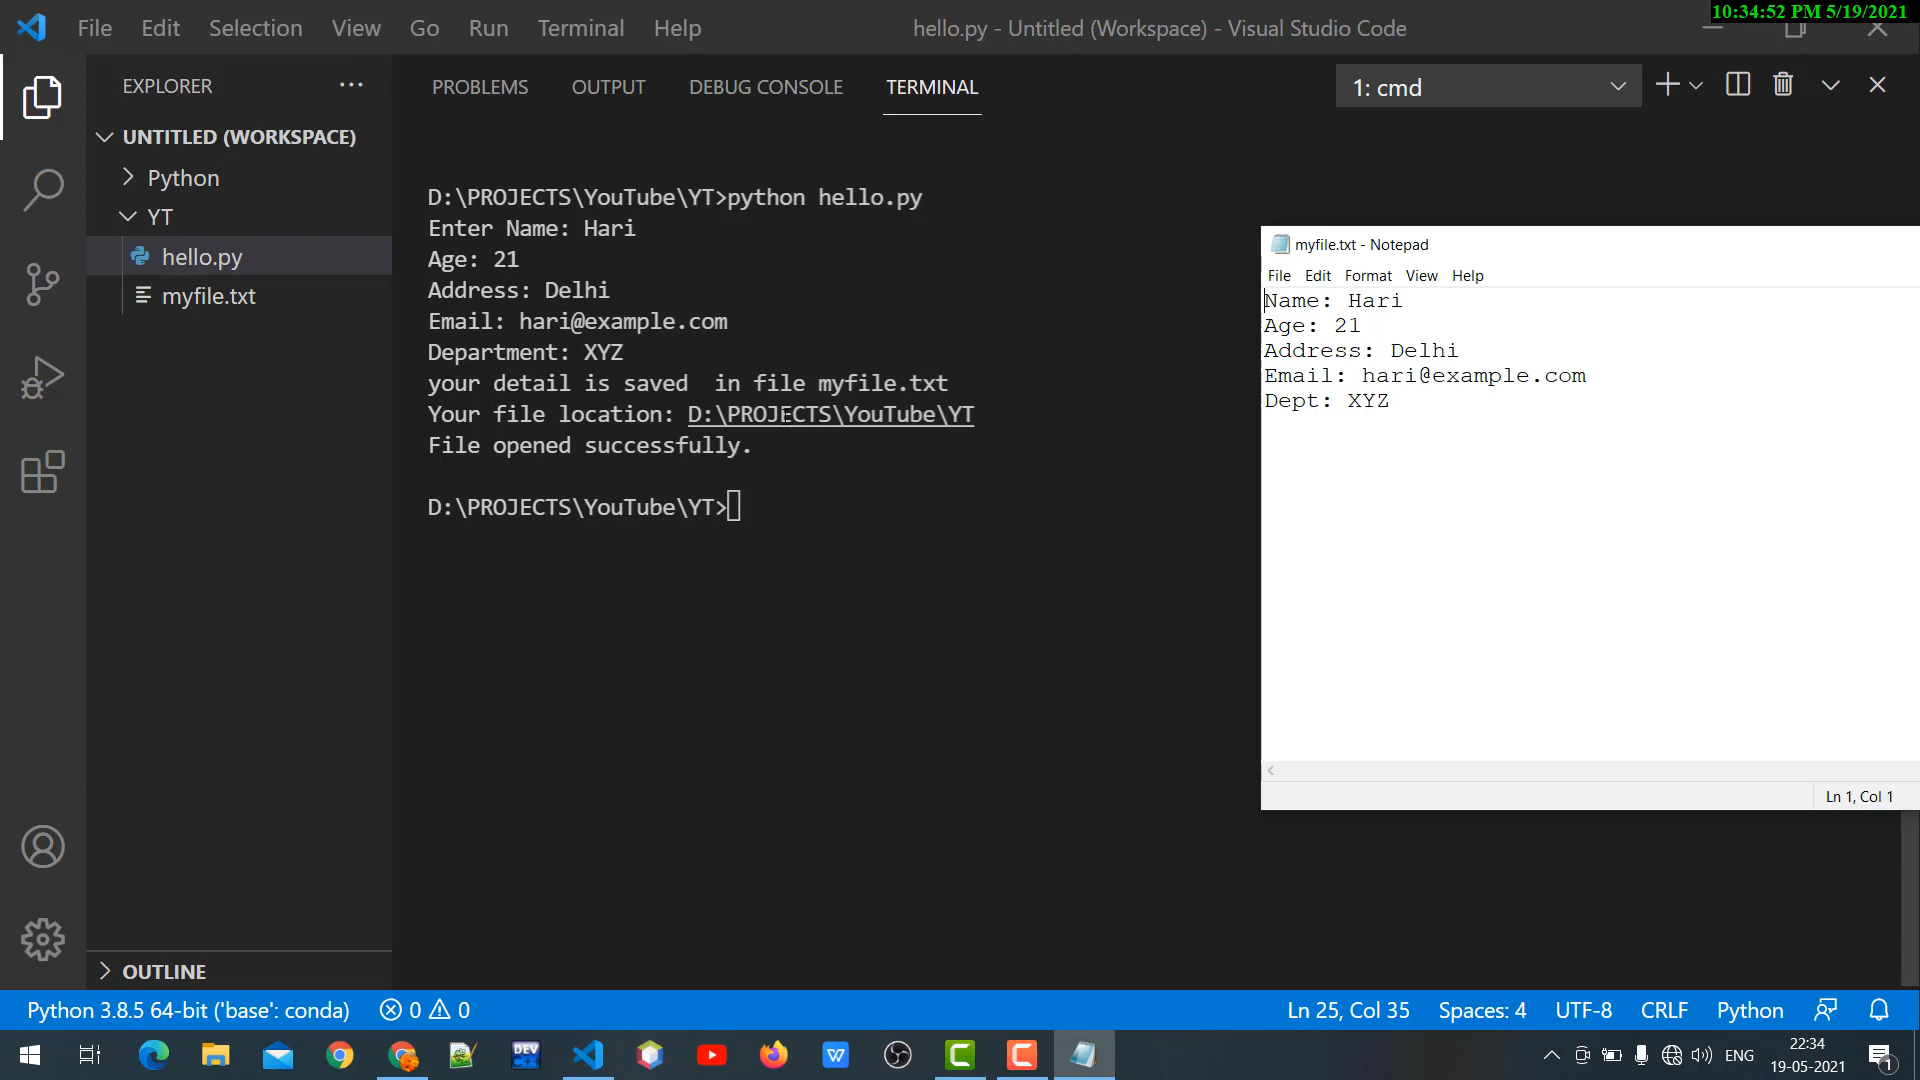 File Edit Selection View Go Run Terminal Help
hello.py - Untitled (Workspace) - Visual Studio Code
10:34:52 PM 5/19/2021
EXPLORER
UNTITLED (WORKSPACE)
Python
YT
hello.py
myfile.txt
OUTLINE
PROBLEMS OUTPUT DEBUG CONSOLE TERMINAL
1: cmd
D:\PROJECTS\YouTube\YT>python hello.py
Enter Name: Hari
Age: 21
Address: Delhi
Email: hari@example.com
Department: XYZ
your detail is saved  in file myfile.txt
Your file location: D:\PROJECTS\YouTube\YT
File opened successfully.
D:\PROJECTS\YouTube\YT>
myfile.txt - Notepad
File Edit Format View Help
Name: Hari
Age: 21
Address: Delhi
Email: hari@example.com
Dept: XYZ
Ln 1, Col 1
Python 3.8.5 64-bit ('base': conda) 0 0
Ln 25, Col 35 Spaces: 4 UTF-8 CRLF Python
DEV
W
ENG
22:34
19-05-2021
1